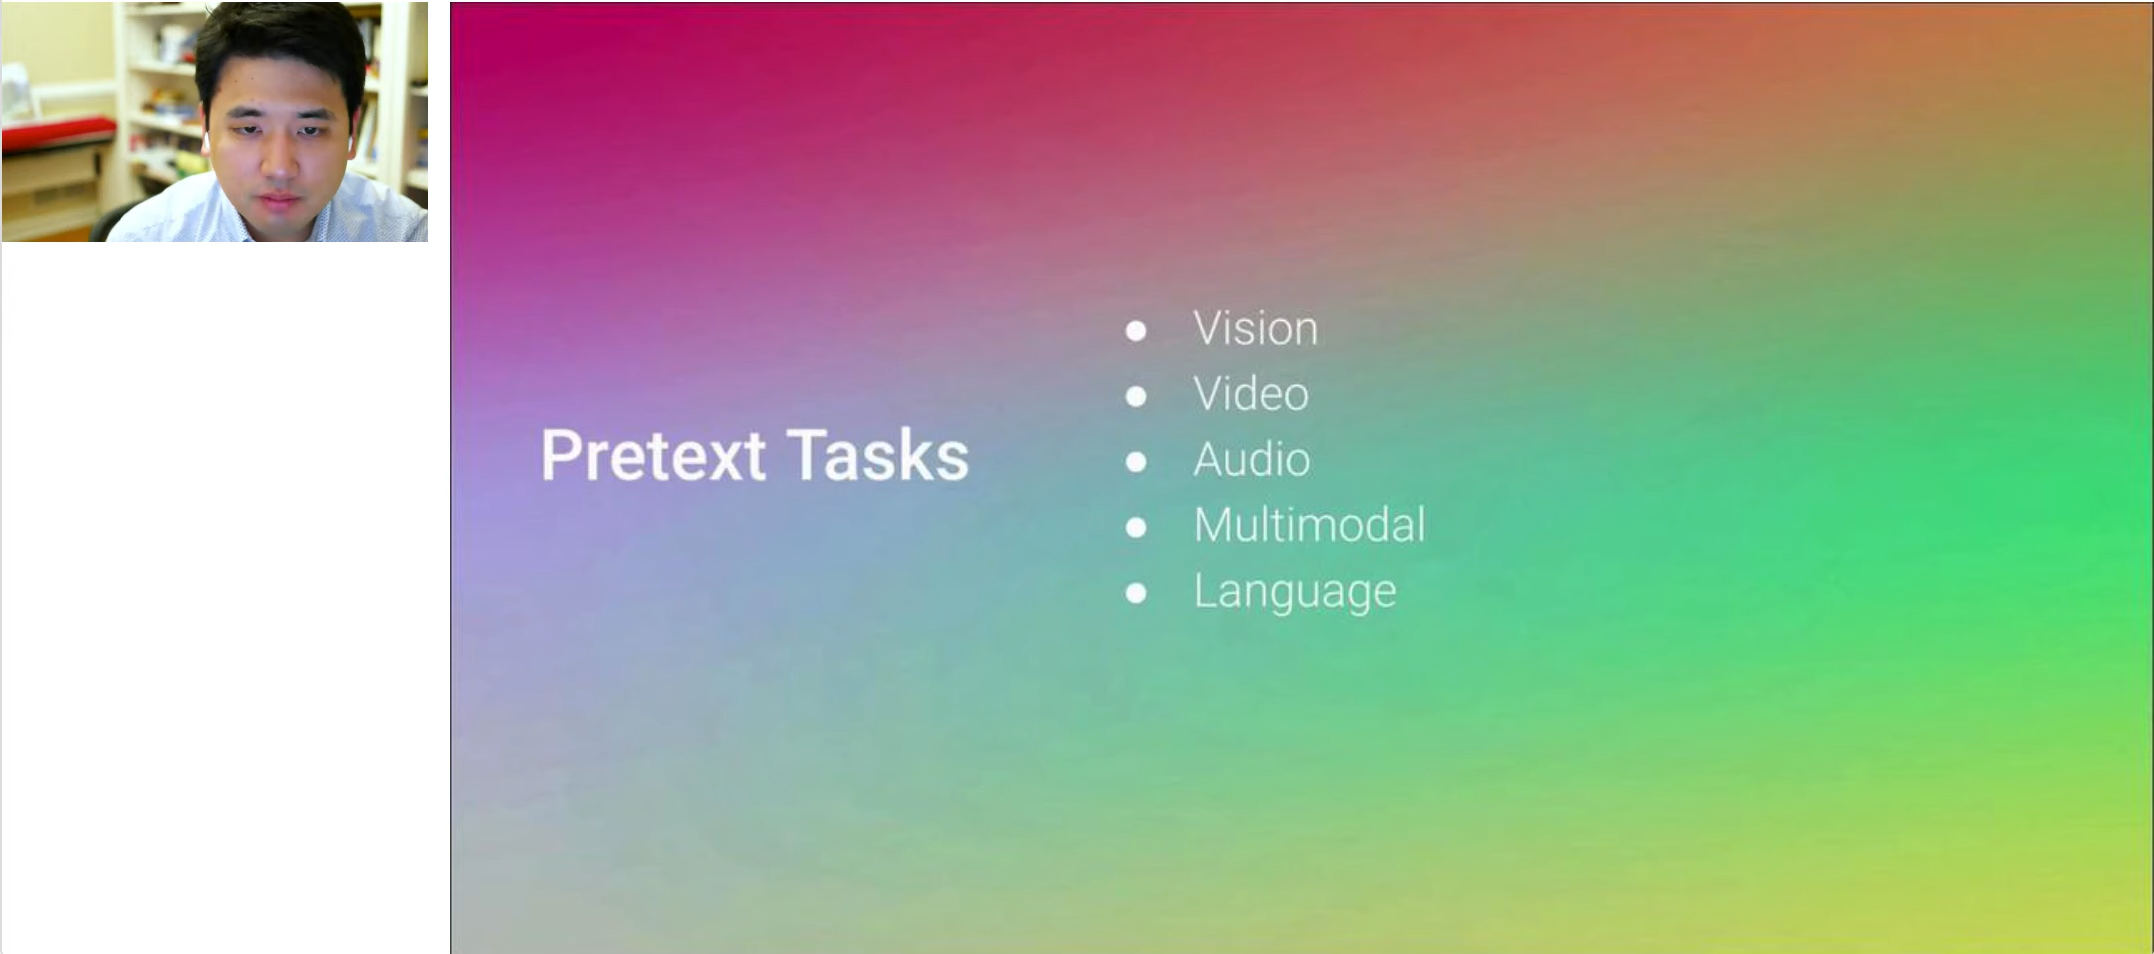 Pretext Tasks
● Vision
● Video
● Audio
● Multimodal
● Language